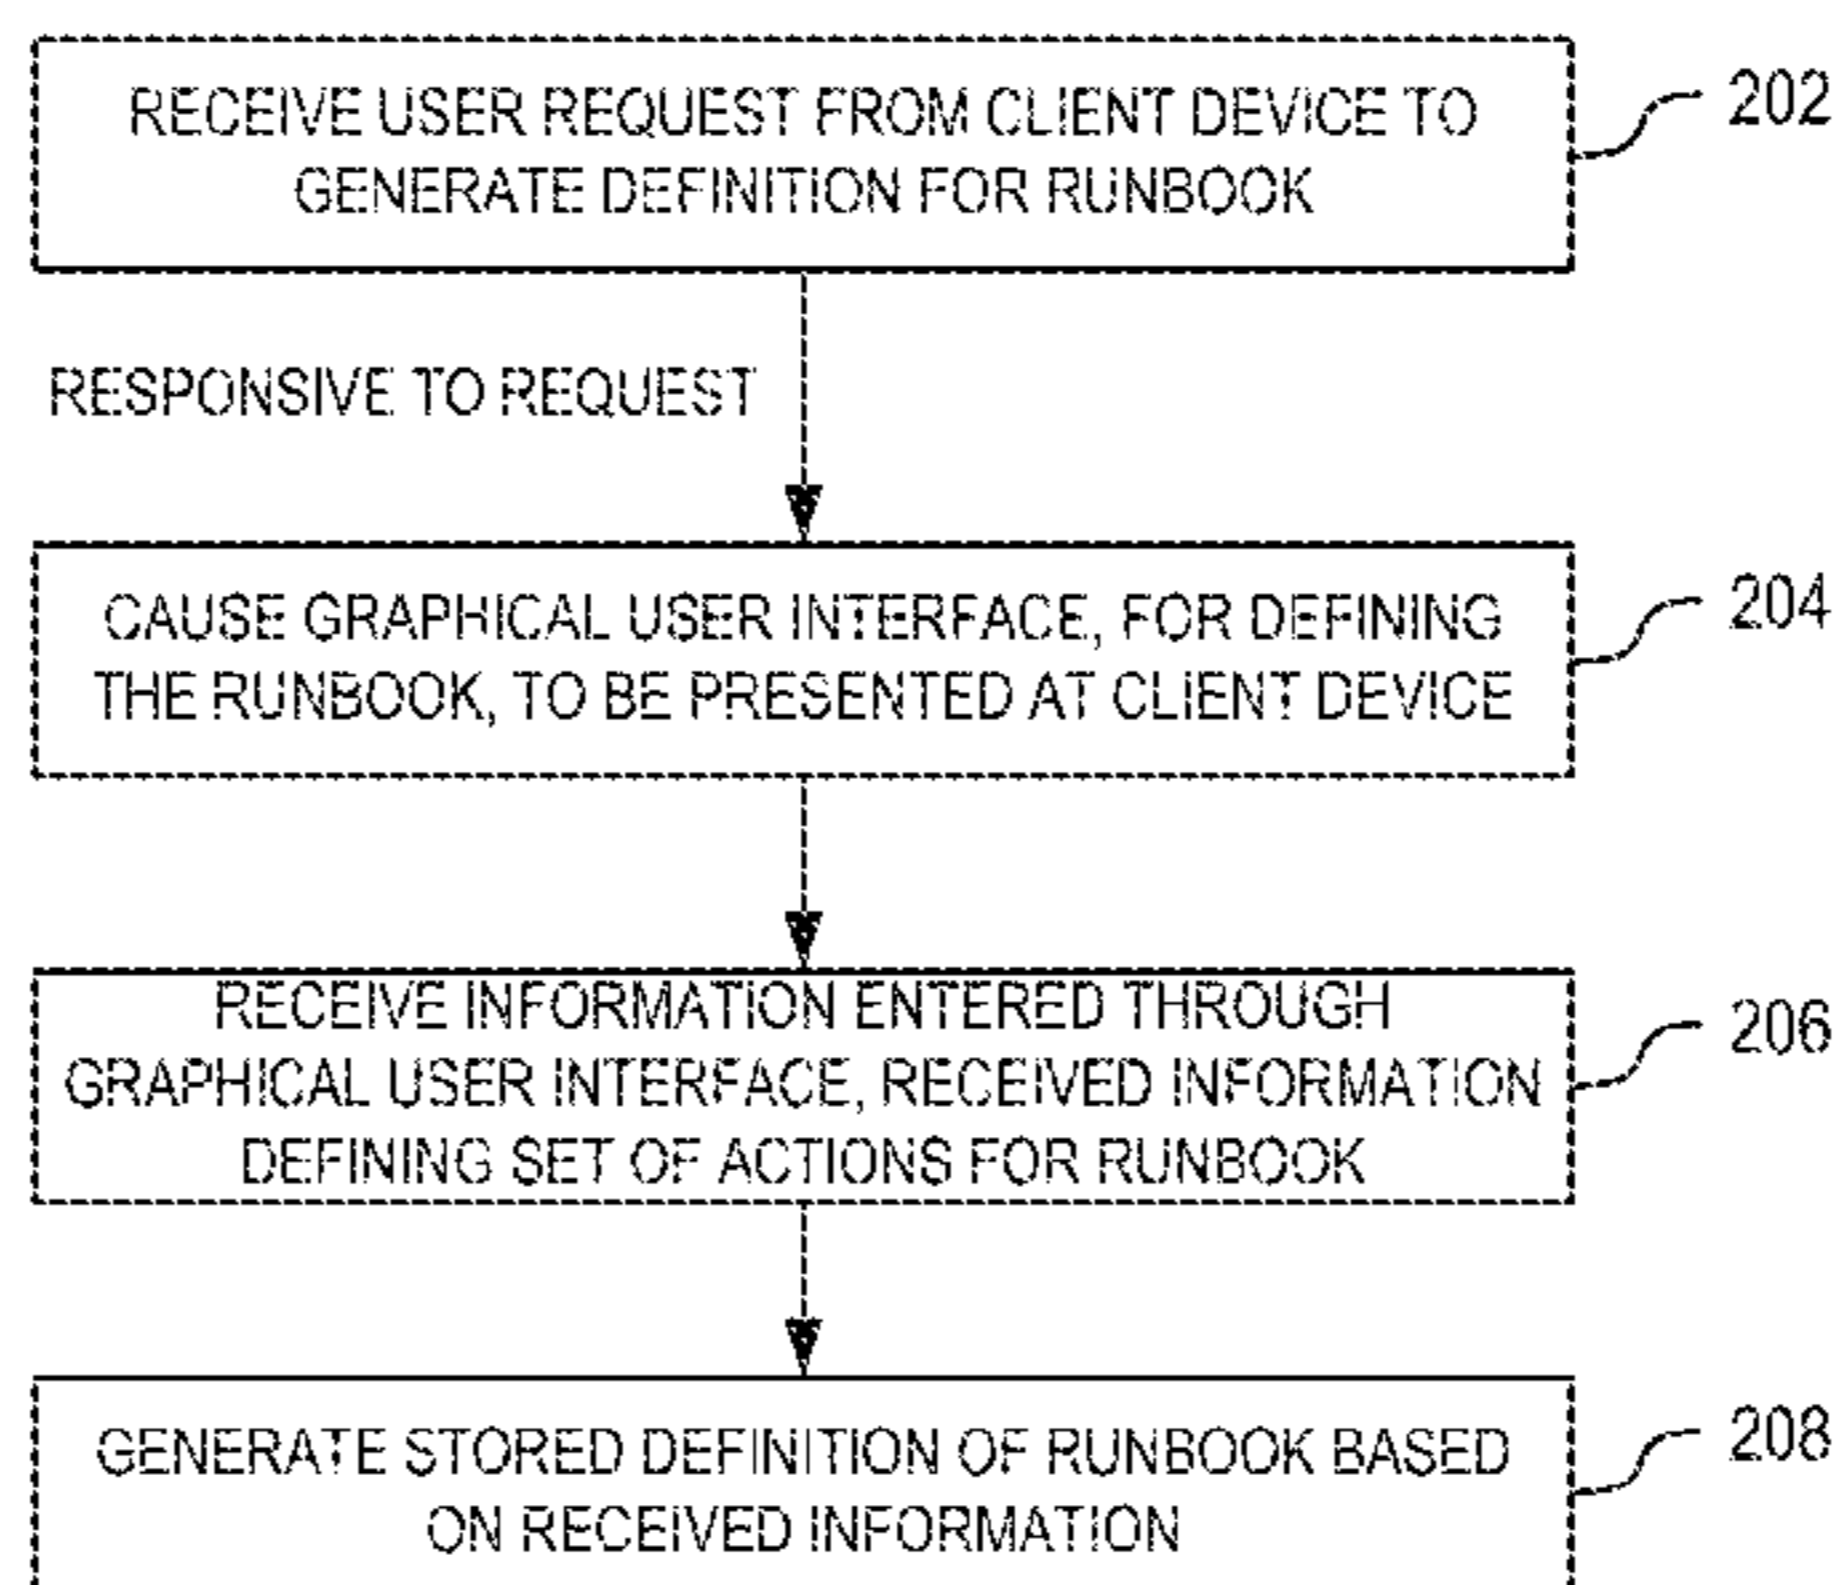 RECEIVE USER REQUEST FROM CLIENT DEVICE TO
GENERATE DEFINITION FOR RUNBOOK
202
RESPONSIVE TO REQUEST
CAUSE GRAPHICAL USER INTERFACE, FOR DEFINING
THE RUNBOOK, TO BE PRESENTED AT CLIENT DEVICE
204
RECEIVE INFORMATION ENTERED THROUGH
GRAPHICAL USER INTERFACE, RECEIVED INFORMATION
DEFINING SET OF ACTIONS FOR RUNBOOK
206
GENERATE STORED DEFINITION OF RUNBOOK BASED
ON RECEIVED INFORMATION
208